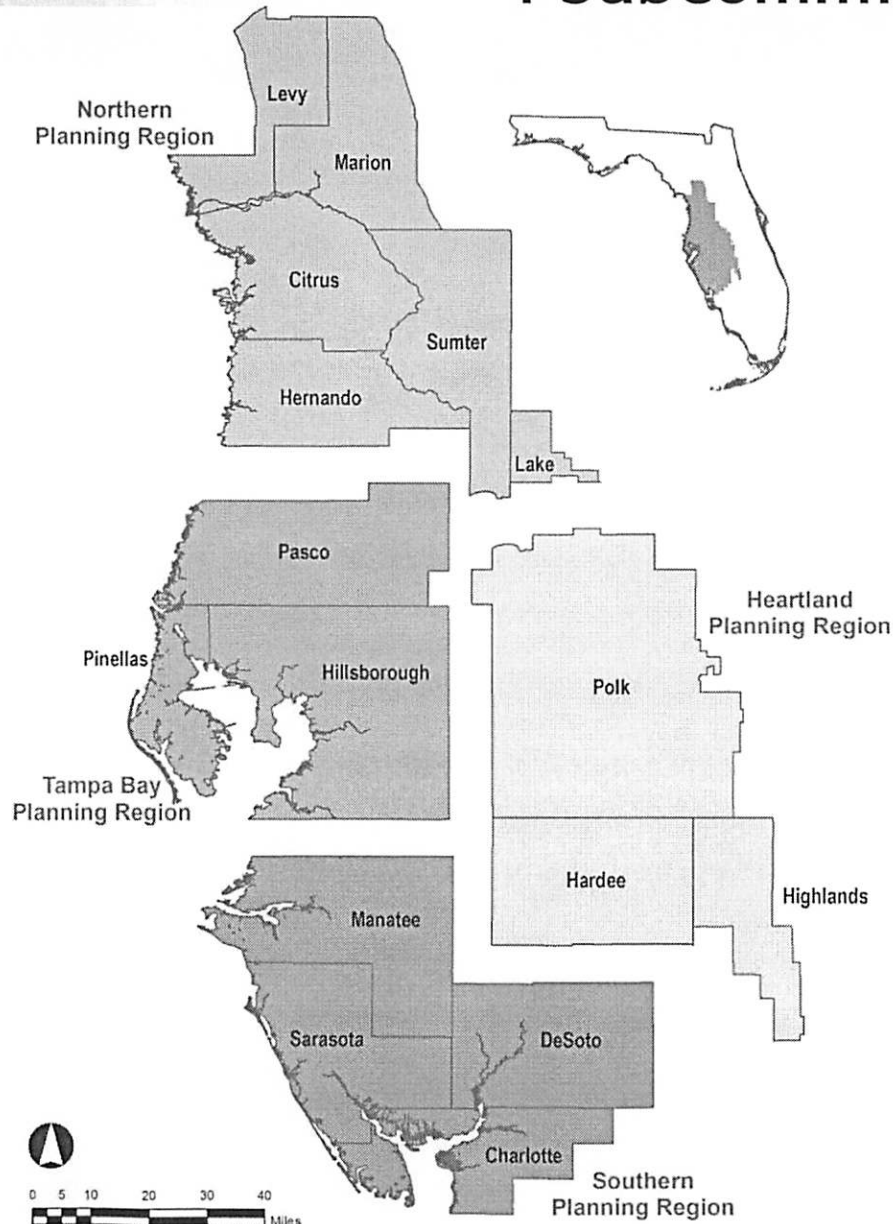 Northern
Planning Region
Levy
Marion
Citrus
Sumter
Hernando
Lake
Pasco
Pinellas
Hillsborough
Heartland
Planning Region
Polk
Tampa Bay
Planning Region
Hardee
Highlands
Manatee
Sarasota
DeSoto
Charlotte
Southern
Planning Region
0 5 10 20 30 40
Miles